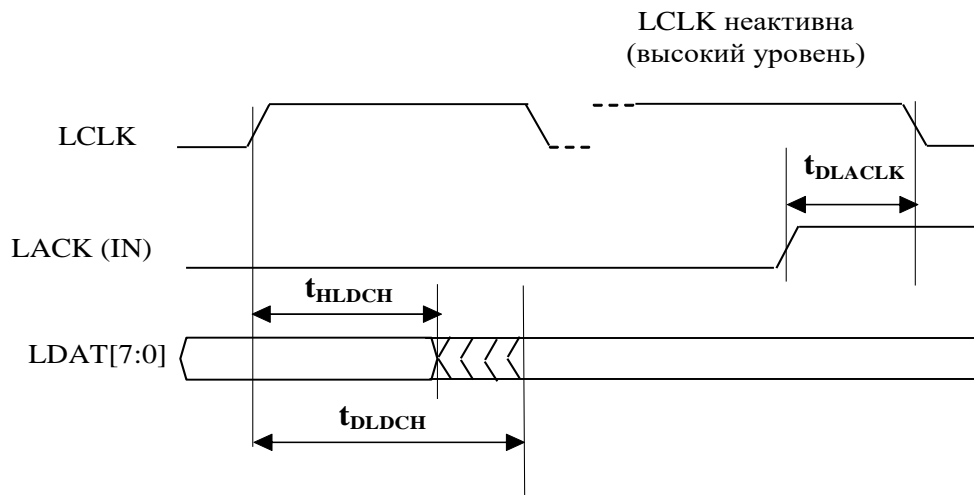 LCLK неактивна
(высокий уровень)
LCLK
tDLACLK
LACK (IN)
tHLDCH
LDAT[7:0]
tDLDCH